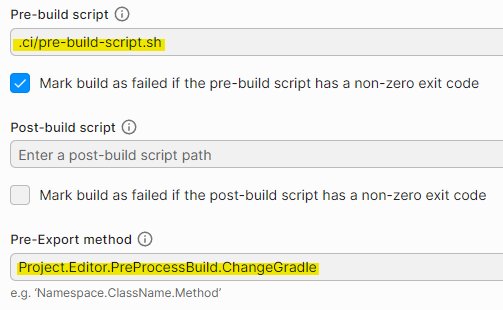 Pre-build script
.ci/pre-build-script.sh
Mark build as failed if the pre-build script has a non-zero exit code
Post-build script
Enter a post-build script path
Mark build as failed if the post-build script has a non-zero exit code
Pre-Export method
Project.Editor.PreProcessBuild.ChangeGradle
e.g. ‘Namespace.ClassName.Method’